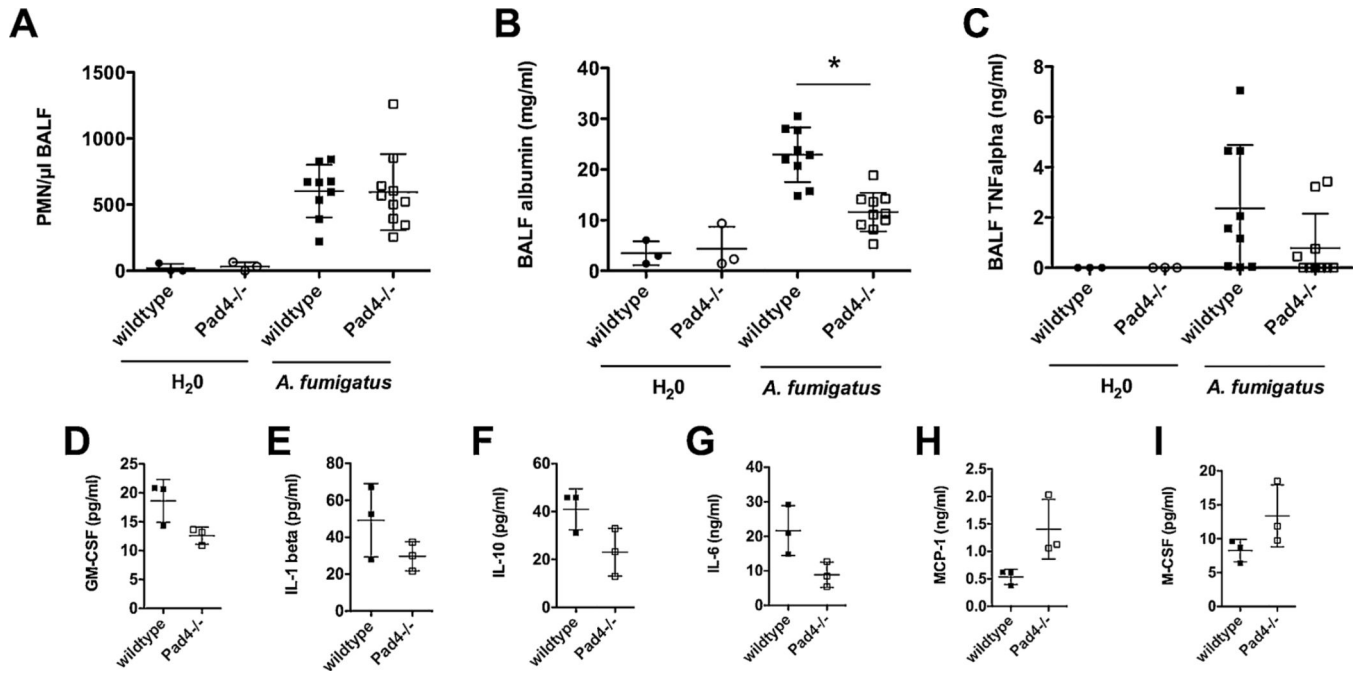 A
PMN/µl BALF
1500
1000
500
0
wildtype
Pad4-/-
wildtype
Pad4-/-
H₂0
A. fumigatus
B
BALF albumin (mg/ml)
40
30
20
10
0
*
wildtype
Pad4-/-
wildtype
Pad4-/-
H₂0
A. fumigatus
C
BALF TNFalpha (ng/ml)
8
6
4
2
0
wildtype
Pad4-/-
wildtype
Pad4-/-
H₂0
A. fumigatus
D
GM-CSF (pg/ml)
25
20
15
10
5
0
wildtype
Pad4-/-
E
IL-1 beta (pg/ml)
80
60
40
20
0
wildtype
Pad4-/-
F
IL-10 (pg/ml)
60
40
20
0
wildtype
Pad4-/-
G
IL-6 (ng/ml)
40
30
20
10
0
wildtype
Pad4-/-
H
MCP-1 (ng/ml)
2.5
2.0
1.5
1.0
0.5
0.0
wildtype
Pad4-/-
I
M-CSF (pg/ml)
20
15
10
5
0
wildtype
Pad4-/-